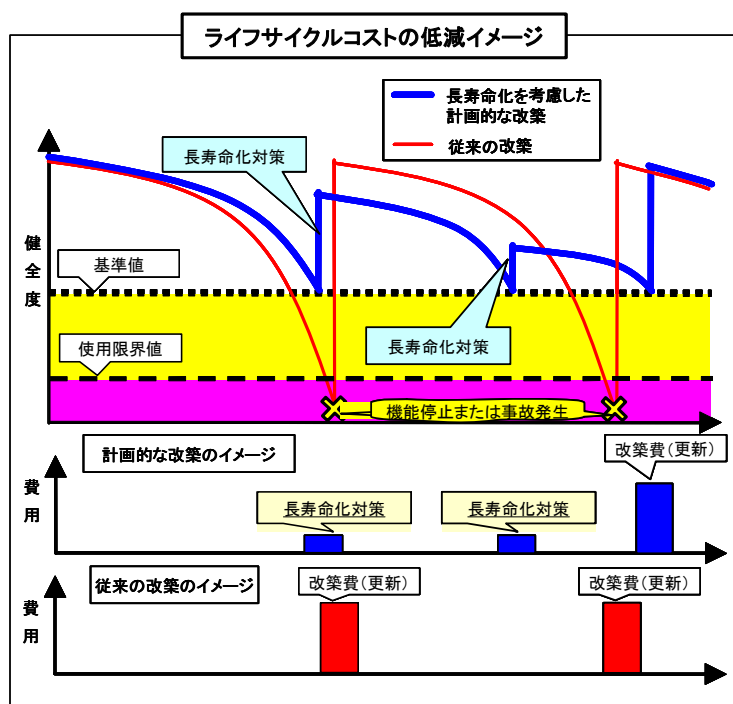 ライフサイクルコストの低減イメージ
長寿命化を考慮した
計画的な改築
従来の改築
長寿命化対策
健全度
基準値
長寿命化対策
使用限界値
機能停止または事故発生
計画的な改築のイメージ
改築費(更新)
費用
長寿命化対策
長寿命化対策
従来の改築のイメージ
改築費(更新)
改築費(更新)
費用